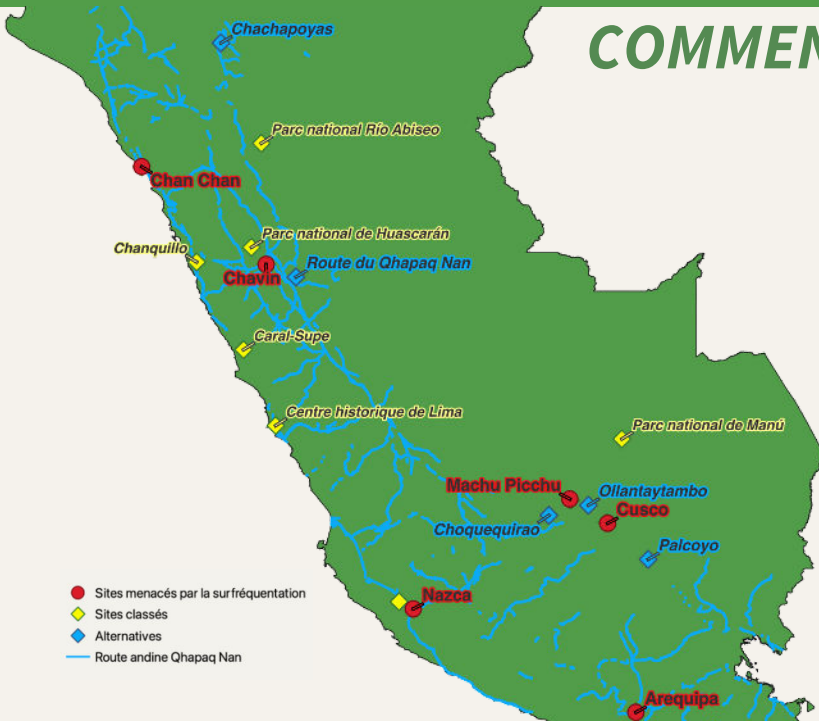 Chachapoyas
COMMEN
Parc national Río Abiseo
Chan Chan
Parc national de Huascarán
Chanquillo
Route du Qhapaq Nan
Chavin
Caral-Supe
Centre historique de Lima
Parc national de Manú
Machu Picchu
Ollantaytambo
Cusco
Choquequirao
Palcoyo
Sites menacés par la surfréquentation
Nazca
Sites classés
Alternatives
Route andine Qhapaq Nan
Arequipa